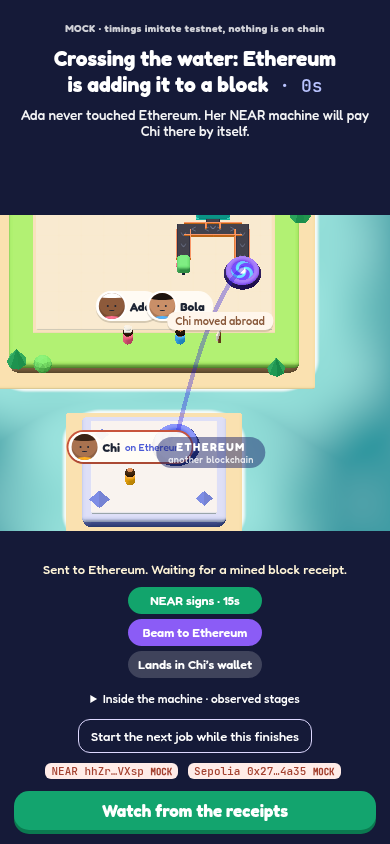 MOCK · timings imitate testnet, nothing is on chain
Crossing the water: Ethereum
is adding it to a block · 0s
Ada never touched Ethereum. Her NEAR machine will pay
Chi there by itself.
Bola
Chi moved abroad
Chi on
ETHEREUM
another blockchain
Sent to Ethereum. Waiting for a mined block receipt.
NEAR signs · 15s
Beam to Ethereum
Lands in Chi's wallet
▶ Inside the machine · observed stages
Start the next job while this finishes
NEAR hhZr…VXsp MOCK
Sepolia 0x27…4a35 MOCK
Watch from the receipts